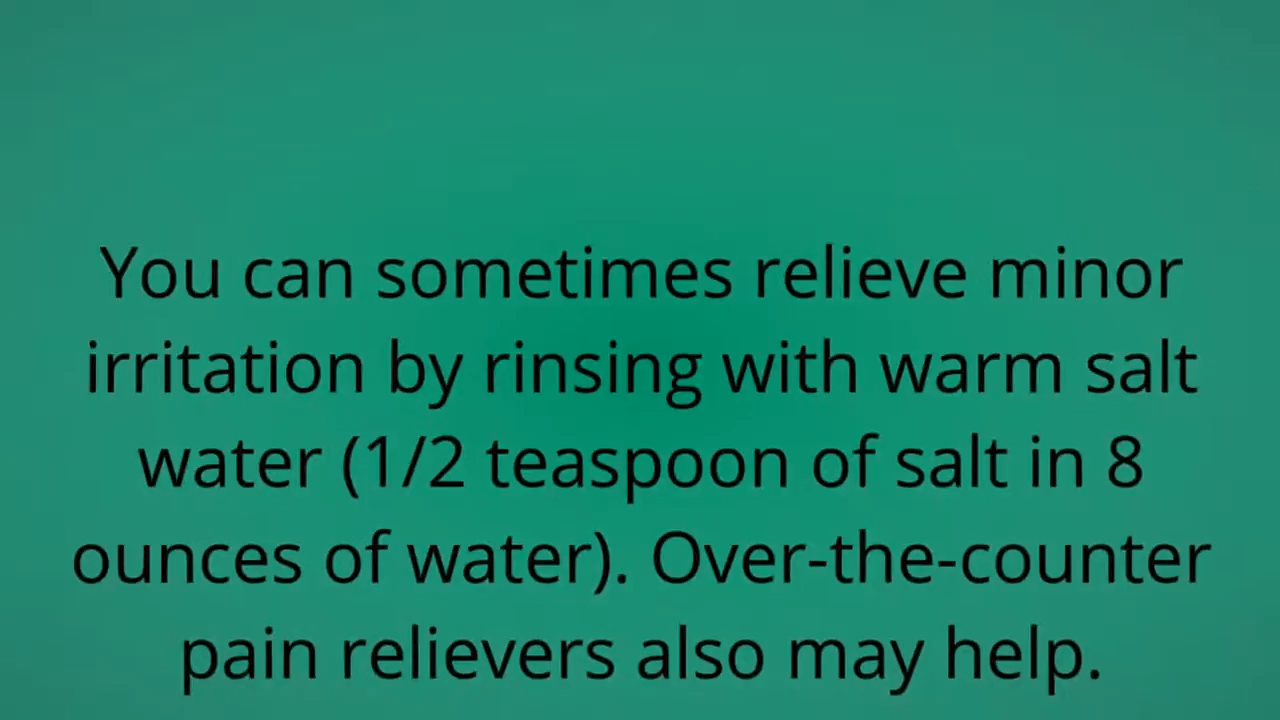 You can sometimes relieve minor
irritation by rinsing with warm salt
water (1/2 teaspoon of salt in 8
ounces of water). Over-the-counter
pain relievers also may help.